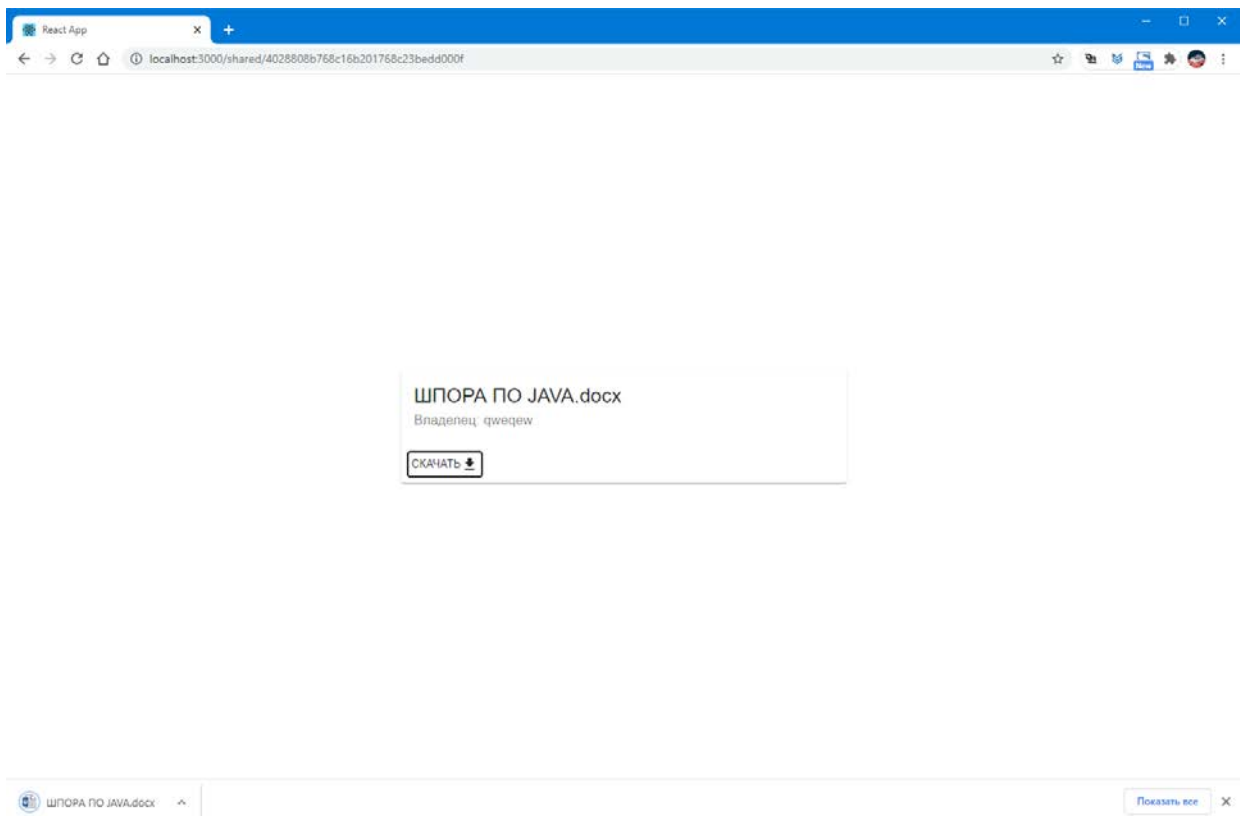 React App
localhost:3000/shared/4028808b768c16b201768c23bedd000f
New
ШПОРА ПО JAVA.docx
Владелец: qweqew
СКАЧАТЬ
ШПОРА ПО JAVA.docx
Показать все